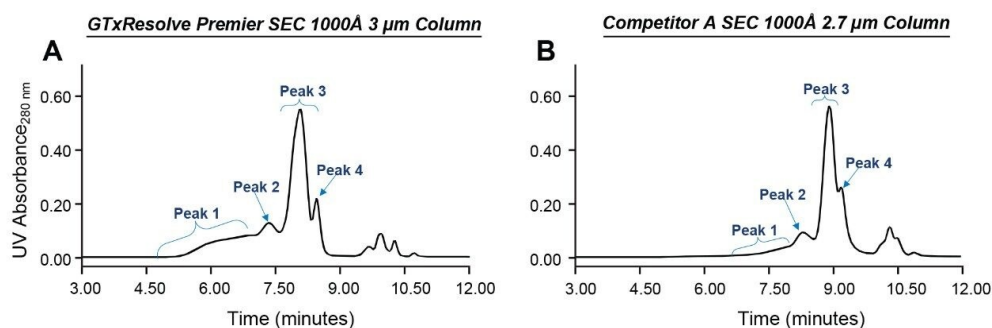 GTxResolve Premier SEC 1000Å 3 µm Column
A
UV Absorbance280 nm
0.60
0.40
0.20
0.00
Peak 1
Peak 2
Peak 3
Peak 4
3.00 4.50 6.00 7.50 9.00 10.50 12.00
Time (minutes)
Competitor A SEC 1000Å 2.7 µm Column
B
0.60
0.40
0.20
0.00
Peak 1
Peak 2
Peak 3
Peak 4
3.00 4.50 6.00 7.50 9.00 10.50 12.00
Time (minutes)